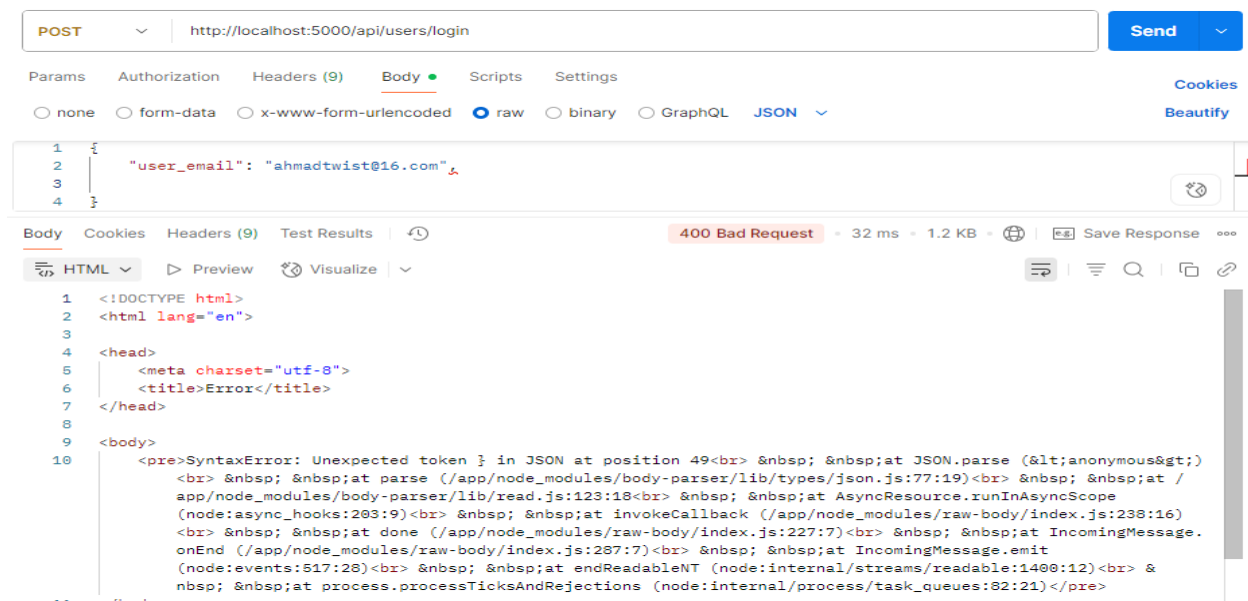 POST http://localhost:5000/api/users/login Send
Params Authorization Headers (9) Body Scripts Settings Cookies
none form-data x-www-form-urlencoded raw binary GraphQL JSON Beautify
1 {
2 "user_email": "ahmadtwist@16.com",
3
4 }
Body Cookies Headers (9) Test Results 400 Bad Request 32 ms 1.2 KB e.g. Save Response
HTML Preview Visualize
1 <!DOCTYPE html>
2 <html lang="en">
3
4 <head>
5 <meta charset="utf-8">
6 <title>Error</title>
7 </head>
8
9 <body>
10 <pre>SyntaxError: Unexpected token } in JSON at position 49<br> &nbsp; &nbsp;at JSON.parse (&lt;anonymous&gt;)
<br> &nbsp; &nbsp;at parse (/app/node_modules/body-parser/lib/types/json.js:77:19)<br> &nbsp; &nbsp;at /
app/node_modules/body-parser/lib/read.js:123:18<br> &nbsp; &nbsp;at AsyncResource.runInAsyncScope
(node:async_hooks:203:9)<br> &nbsp; &nbsp;at invokeCallback (/app/node_modules/raw-body/index.js:238:16)
<br> &nbsp; &nbsp;at done (/app/node_modules/raw-body/index.js:227:7)<br> &nbsp; &nbsp;at IncomingMessage.
onEnd (/app/node_modules/raw-body/index.js:287:7)<br> &nbsp; &nbsp;at IncomingMessage.emit
(node:events:517:28)<br> &nbsp; &nbsp;at endReadableNT (node:internal/streams/readable:1400:12)<br> &
nbsp; &nbsp;at process.processTicksAndRejections (node:internal/process/task_queues:82:21)</pre>